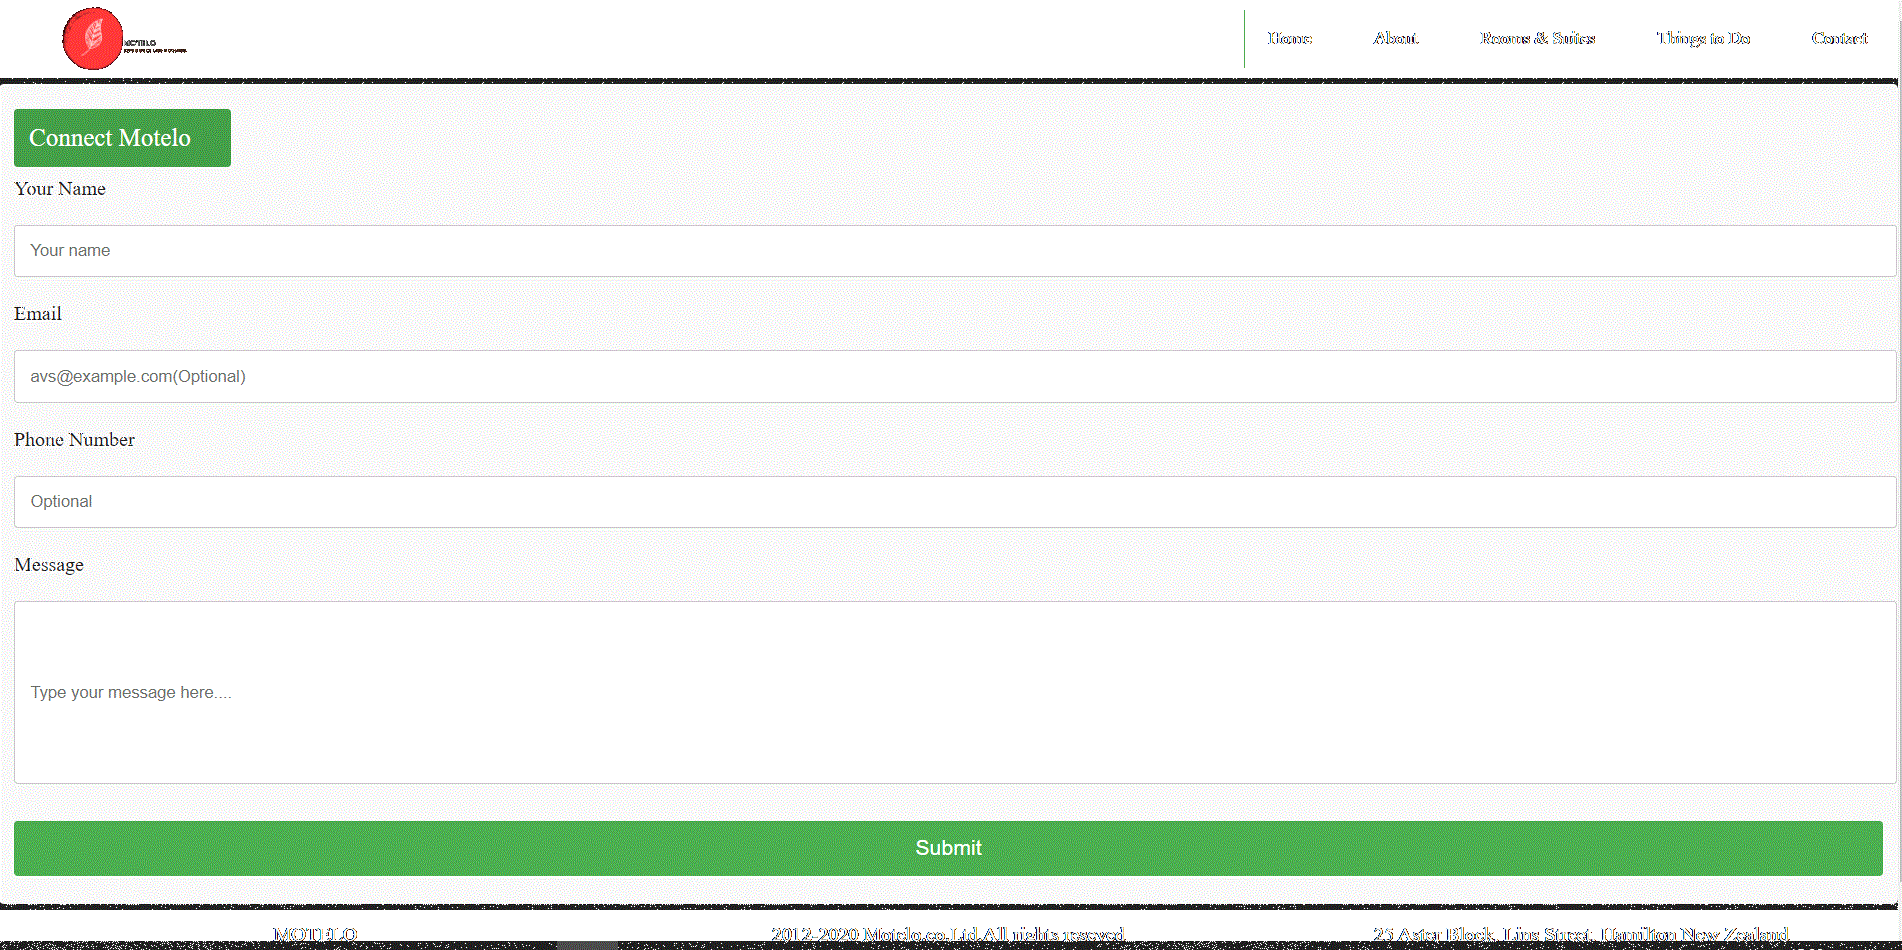 MOTELO
Home About Rooms & Suites Things to Do Contact
Connect Motelo
Your Name
Your name
Email
avs@example.com(Optional)
Phone Number
Optional
Message
Type your message here....
Submit
MOTELO 2012-2020 Motelo.co.Ltd.All rights reseved 25 Aster Block, Lins Street, Hamilton New Zealand